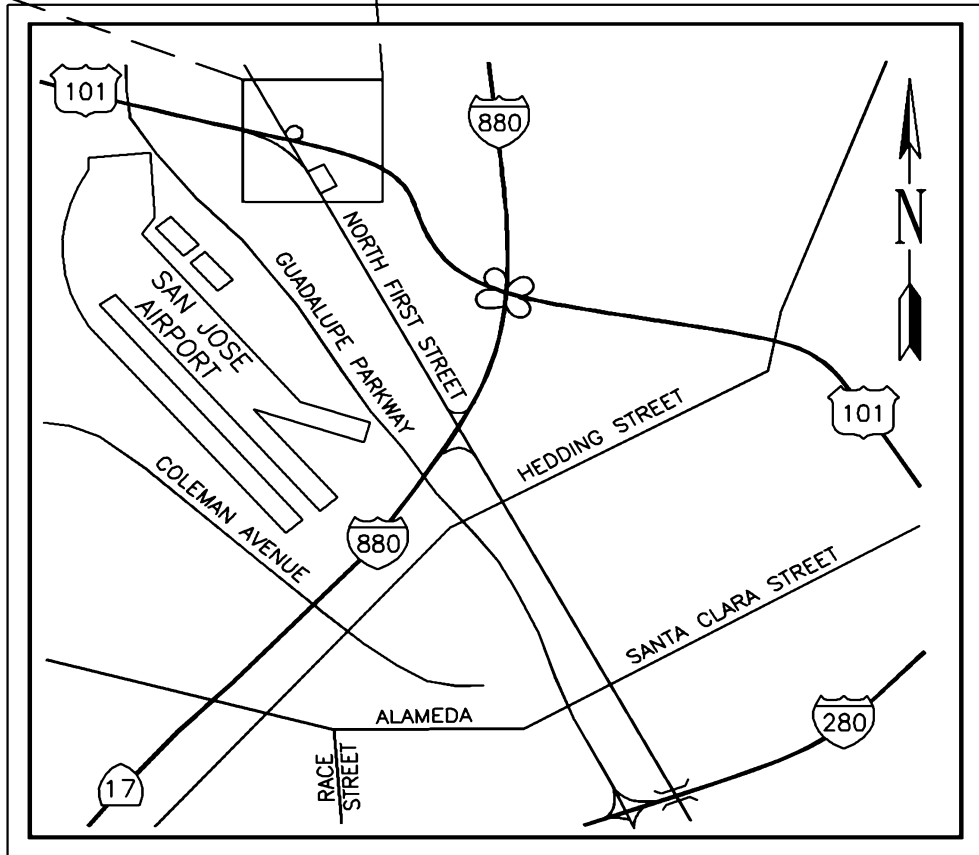 101
880
N
NORTH FIRST STREET
GUADALUPE PARKWAY
SAN JOSE
AIRPORT
101
HEDDING STREET
COLEMAN AVENUE
880
SANTA CLARA STREET
ALAMEDA
280
RACE
STREET
17